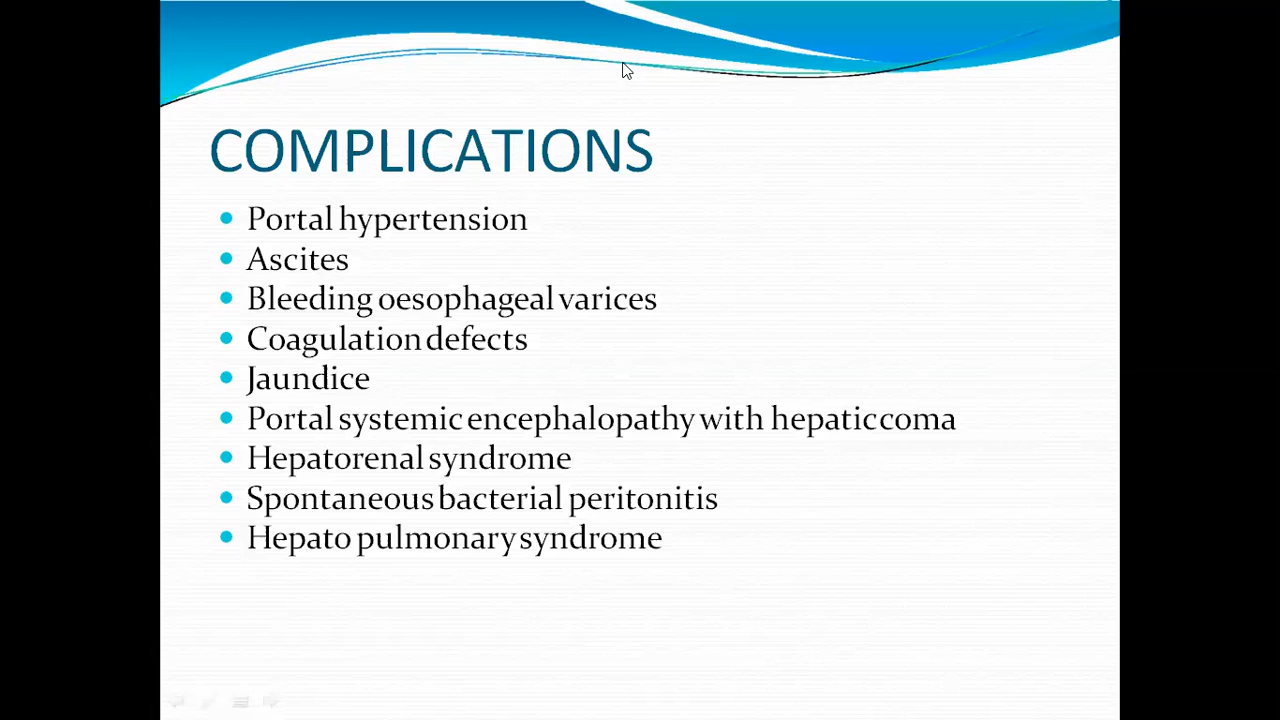 COMPLICATIONS
Portal hypertension
Ascites
Bleeding oesophageal varices
Coagulation defects
Jaundice
Portal systemic encephalopathy with hepatic coma
Hepatorenal syndrome
Spontaneous bacterial peritonitis
Hepato pulmonary syndrome